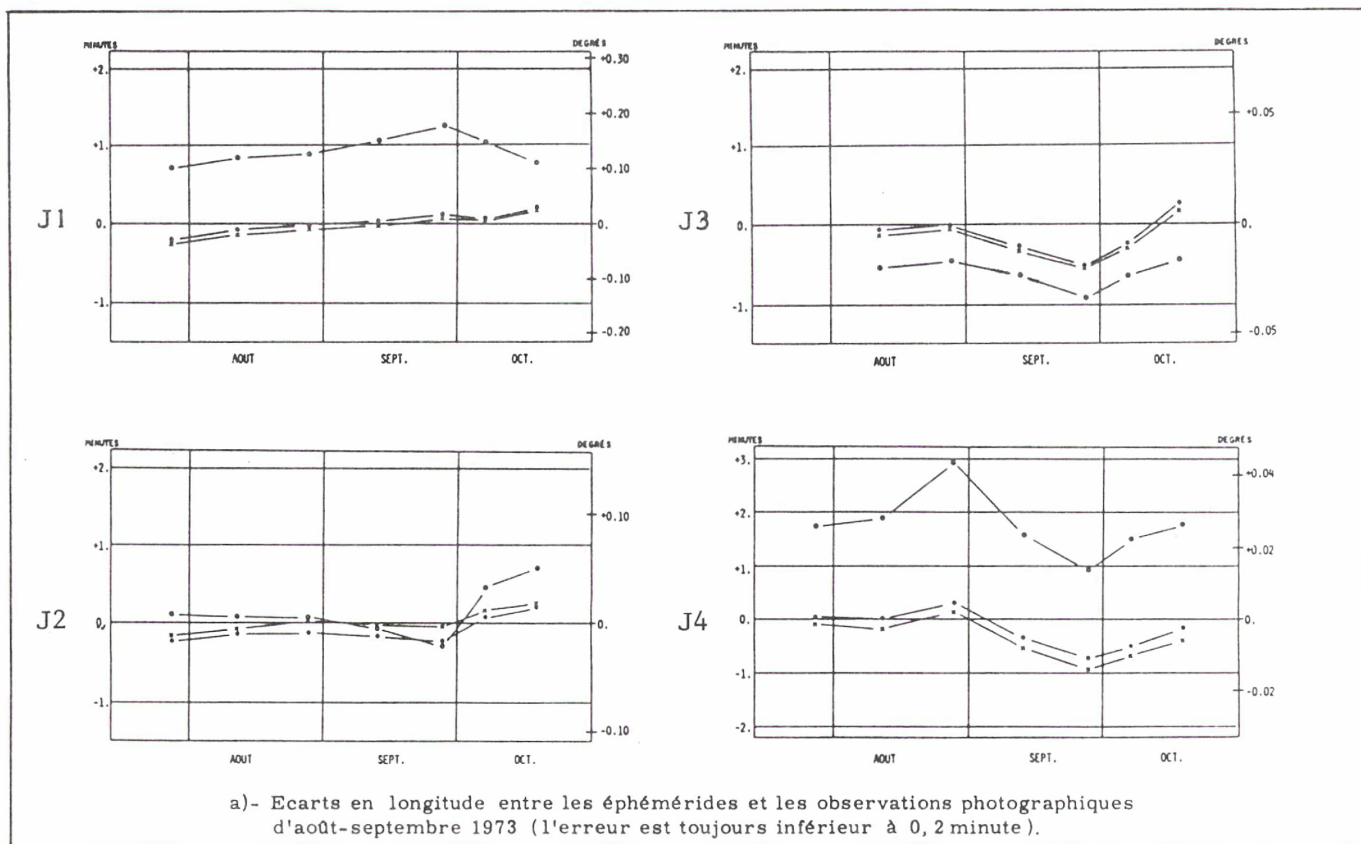 MINUTES
DEGRÉS
+2.
+1.
0.
-1.
+0.30
+0.20
+0.10
0.
-0.10
-0.20
J1
AOUT
SEPT.
OCT.
MINUTES
DEGRÉS
+2.
+1.
0.
-1.
+0.05
0.
-0.05
J3
AOUT
SEPT.
OCT.
MINUTES
DEGRÉS
+2.
+1.
0.
-1.
+0.10
0.
-0.10
J2
AOUT
SEPT.
OCT.
MINUTES
DEGRÉS
+3.
+2.
+1.
0.
-1.
-2.
+0.04
+0.02
0.
-0.02
J4
AOUT
SEPT.
OCT.
a)- Ecarts en longitude entre les éphémérides et les observations photographiques
d'août-septembre 1973 (l'erreur est toujours inférieur à 0, 2 minute).